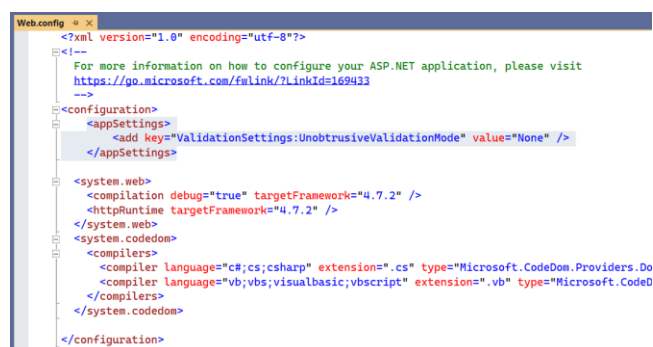 Web.config
<?xml version="1.0" encoding="utf-8"?>
<!--
For more information on how to configure your ASP.NET application, please visit
https://go.microsoft.com/fwlink/?LinkId=169433
-->
<configuration>
<appSettings>
<add key="ValidationSettings:UnobtrusiveValidationMode" value="None" />
</appSettings>
<system.web>
<compilation debug="true" targetFramework="4.7.2" />
<httpRuntime targetFramework="4.7.2" />
</system.web>
<system.codedom>
<compilers>
<compiler language="c#;cs;csharp" extension=".cs" type="Microsoft.CodeDom.Providers.Do
<compiler language="vb;vbs;visualbasic;vbscript" extension=".vb" type="Microsoft.CodeD
</compilers>
</system.codedom>
</configuration>